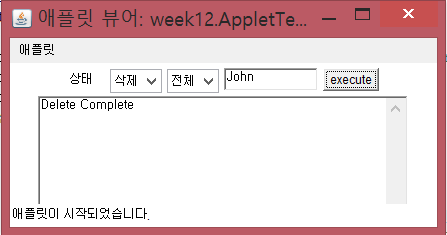 애플릿 뷰어: week12.AppletTe...
애플릿
상태 삭제 전체 John execute
Delete Complete
애플릿이 시작되었습니다.